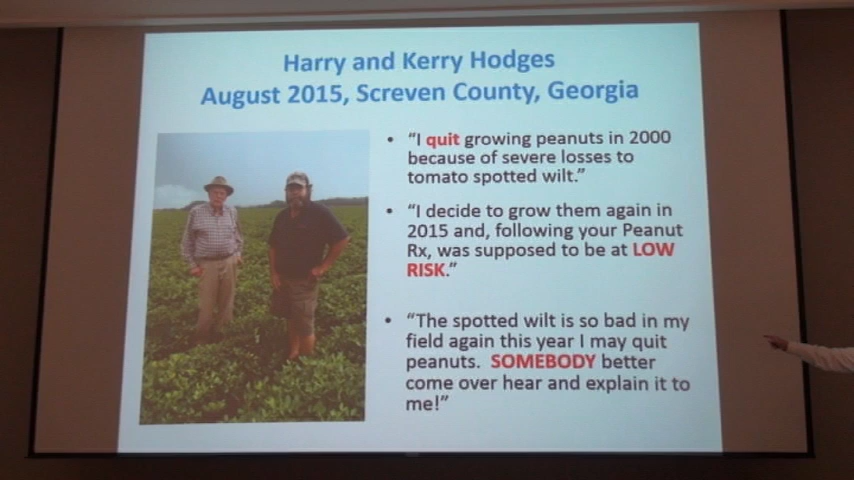 Harry and Kerry Hodges
August 2015, Screven County, Georgia
• “I quit growing peanuts in 2000
because of severe losses to
tomato spotted wilt.”
• “I decide to grow them again in
2015 and, following your Peanut
Rx, was supposed to be at LOW
RISK.”
• “The spotted wilt is so bad in my
field again this year I may quit
peanuts. SOMEBODY better
come over hear and explain it to
me!”